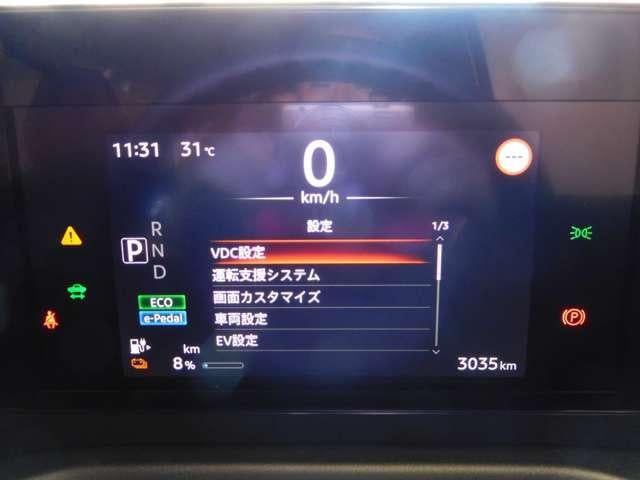 11:31 31℃
0
km/h
---
設定 1/3
R
P N
D
VDC設定
運転支援システム
画面カスタマイズ
車両設定
EV設定
ECO
e-Pedal
km
8% 3035km
P